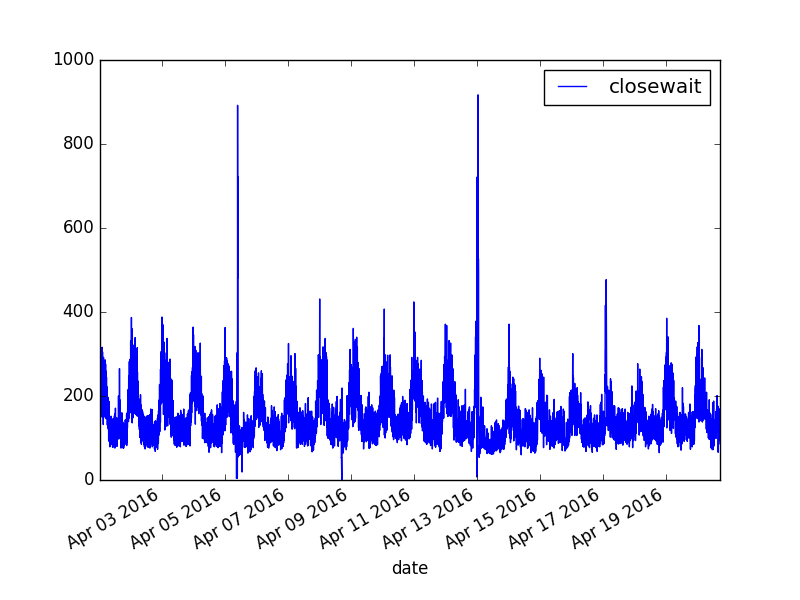 1000
closewait
800
600
400
200
0
Apr 03 2016
Apr 05 2016
Apr 07 2016
Apr 09 2016
Apr 11 2016
Apr 13 2016
Apr 15 2016
Apr 17 2016
Apr 19 2016
date